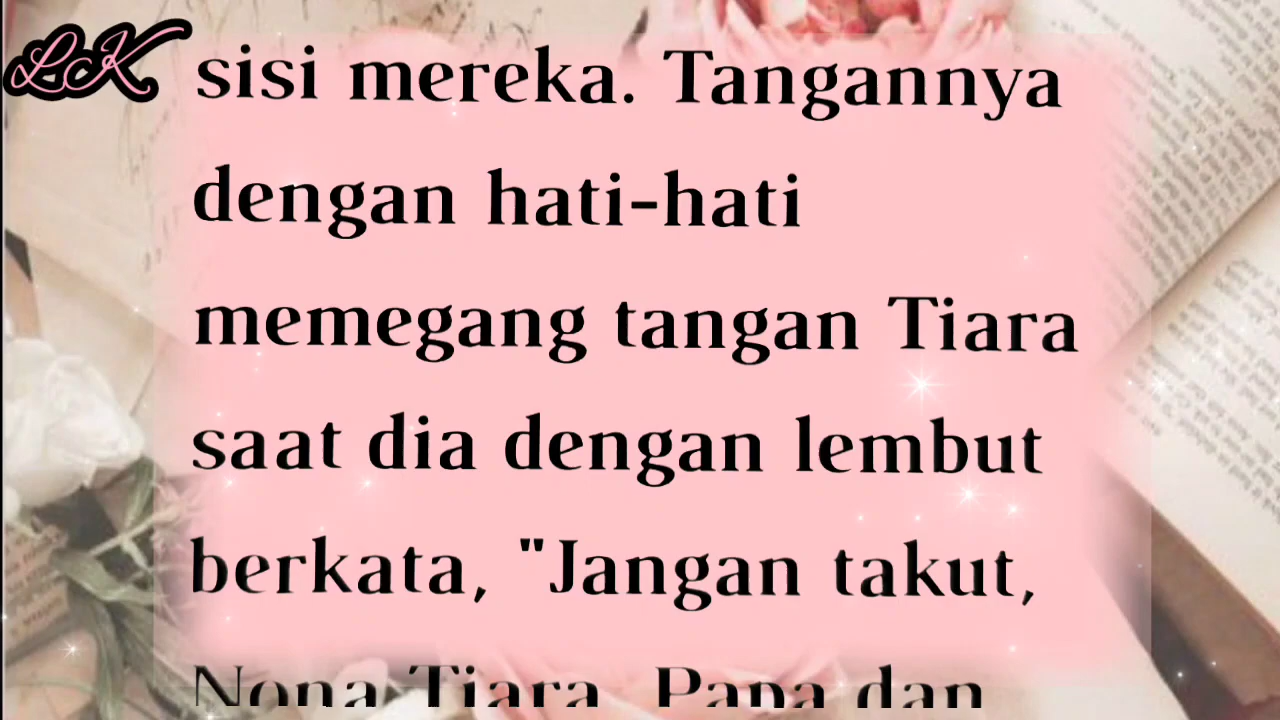 LK
sisi mereka. Tangannya
dengan hati-hati
memegang tangan Tiara
saat dia dengan lembut
berkata, "Jangan takut,
Nona Tiara. Papa dan